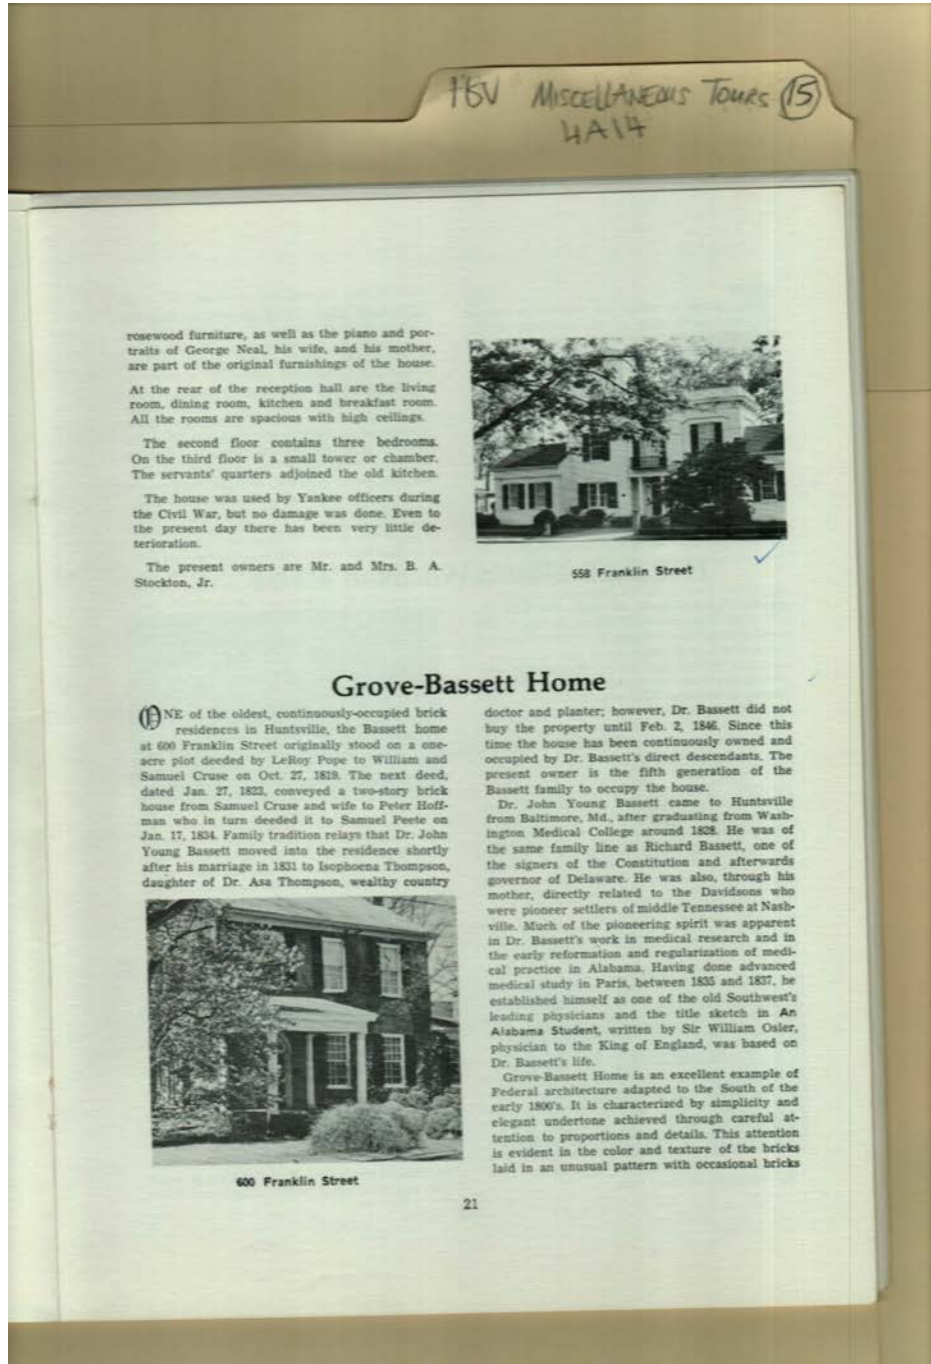 MISCELLANEOUS TOURS 15
4A14
rosewood furniture, as well as the piano and por-
traits of George Neal, his wife, and his mother,
are part of the original furnishings of the house.
At the rear of the reception hall are the living
room, dining room, kitchen and breakfast room.
All the rooms are spacious with high ceilings.
The second floor contains three bedrooms.
On the third floor is a small tower or chamber.
The servants' quarters adjoined the old kitchen.
The house was used by Yankee officers during
the Civil War, but no damage was done. Even to
the present day there has been very little de-
terioration.
The present owners are Mr. and Mrs. B. A.
Stockton, Jr.
558 Franklin Street
Grove-Bassett Home
ONE of the oldest, continuously-occupied brick
residences in Huntsville, the Bassett home
at 600 Franklin Street originally stood on a one-
acre plot deeded by LeRoy Pope to William and
Samuel Cruse on Oct. 27, 1819. The next deed,
dated Jan. 27, 1823, conveyed a two-story brick
house from Samuel Cruse and wife to Peter Hoff-
man who in turn deeded it to Samuel Peete on
Jan. 17, 1834. Family tradition relays that Dr. John
Young Bassett moved into the residence shortly
after his marriage in 1831 to Isophoena Thompson,
daughter of Dr. Asa Thompson, wealthy country
600 Franklin Street
doctor and planter; however, Dr. Bassett did not
buy the property until Feb. 2, 1846. Since this
time the house has been continuously owned and
occupied by Dr. Bassett's direct descendants. The
present owner is the fifth generation of the
Bassett family to occupy the house.
Dr. John Young Bassett came to Huntsville
from Baltimore, Md., after graduating from Wash-
ington Medical College around 1828. He was of
the same family line as Richard Bassett, one of
the signers of the Constitution and afterwards
governor of Delaware. He was also, through his
mother, directly related to the Davidsons who
were pioneer settlers of middle Tennessee at Nash-
ville. Much of the pioneering spirit was apparent
in Dr. Bassett's work in medical research and in
the early reformation and regularization of medi-
cal practice in Alabama. Having done advanced
medical study in Paris, between 1835 and 1837, he
established himself as one of the old Southwest's
leading physicians and the title sketch in An
Alabama Student, written by Sir William Osler,
physician to the King of England, was based on
Dr. Bassett's life.
Grove-Bassett Home is an excellent example of
Federal architecture adapted to the South of the
early 1800's. It is characterized by simplicity and
elegant undertone achieved through careful at-
tention to proportions and details. This attention
is evident in the color and texture of the bricks
laid in an unusual pattern with occasional bricks
21